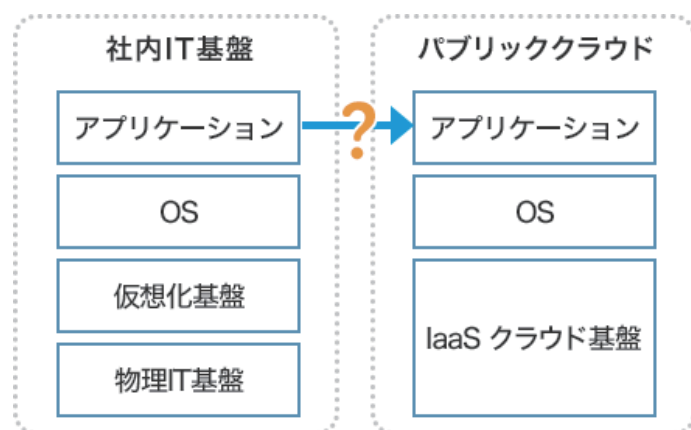 社内IT基盤
アプリケーション
OS
仮想化基盤
物理IT基盤
?
パブリッククラウド
アプリケーション
OS
IaaS クラウド基盤